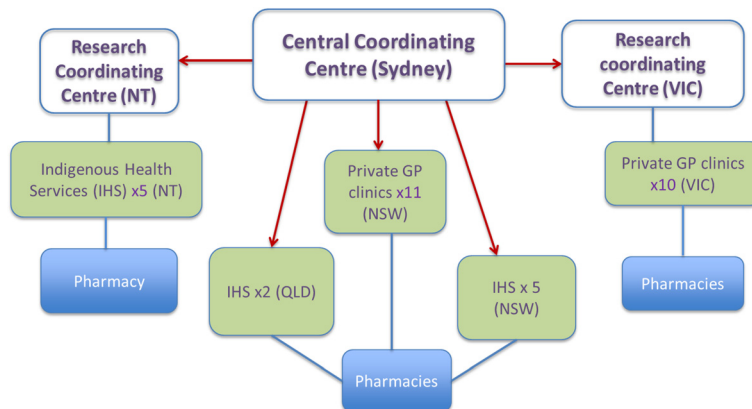 Research
Coordinating
Centre (NT)
Central Coordinating
Centre (Sydney)
Research
coordinating
Centre (VIC)
Indigenous Health
Services (IHS) x5 (NT)
Private GP
clinics x11
(NSW)
Private GP clinics
x10 (VIC)
Pharmacy
IHS x2 (QLD)
IHS x 5
(NSW)
Pharmacies
Pharmacies